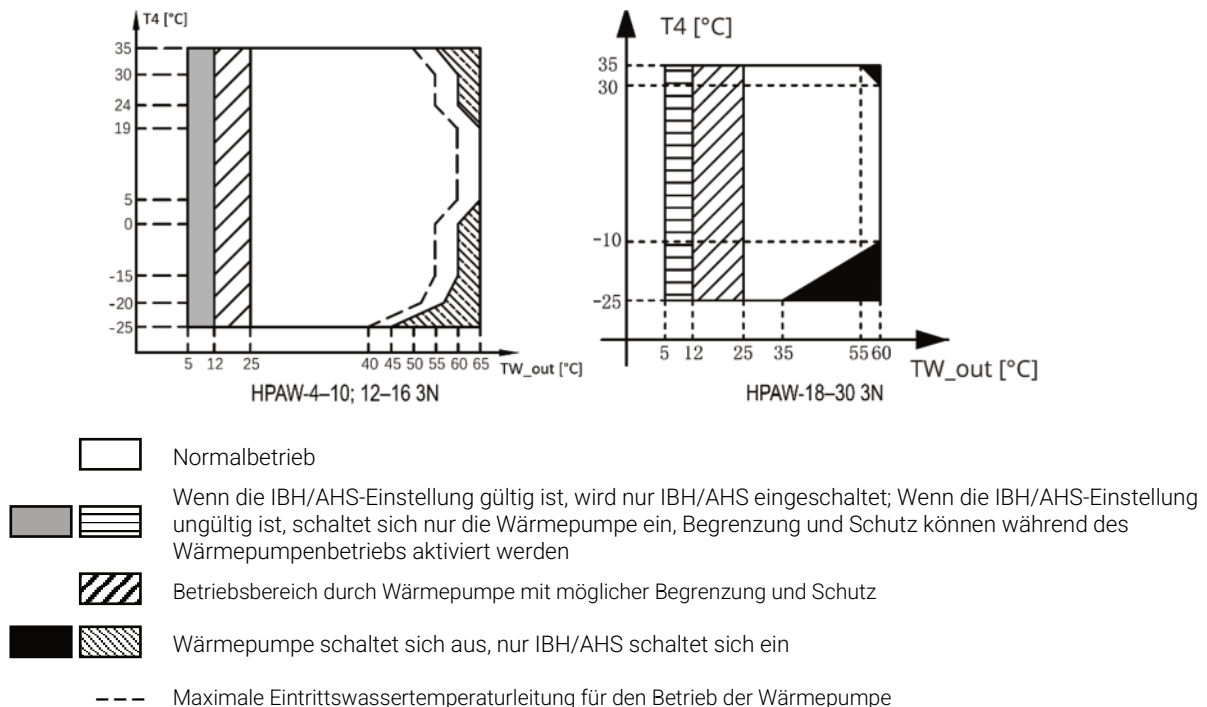 T4 [°C]
35
30
24
19
5
0
-15
-20
-25
5 12 25 40 45 50 55 60 65
TW_out [°C]
HPAW-4–10; 12–16 3N
T4 [°C]
35
30
-10
-25
5 12 25 35 55 60
TW_out [°C]
HPAW-18–30 3N
Normalbetrieb
Wenn die IBH/AHS-Einstellung gültig ist, wird nur IBH/AHS eingeschaltet; Wenn die IBH/AHS-Einstellung
ungültig ist, schaltet sich nur die Wärmepumpe ein, Begrenzung und Schutz können während des
Wärmepumpenbetriebs aktiviert werden
Betriebsbereich durch Wärmepumpe mit möglicher Begrenzung und Schutz
Wärmepumpe schaltet sich aus, nur IBH/AHS schaltet sich ein
Maximale Eintrittswassertemperaturleitung für den Betrieb der Wärmepumpe